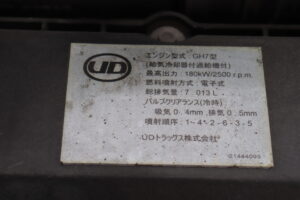 UD
エンジン型式:GH7型
(給気冷却器付過給機付)
最高出力:180kW/2500r.p.m.
燃料噴射方式:電子式
総排気量:7.013L
バルブクリアランス(冷時)
吸気0.4mm,排気0.5mm
噴射順序:1-4-2-6-3-5
UDトラックス株式会社